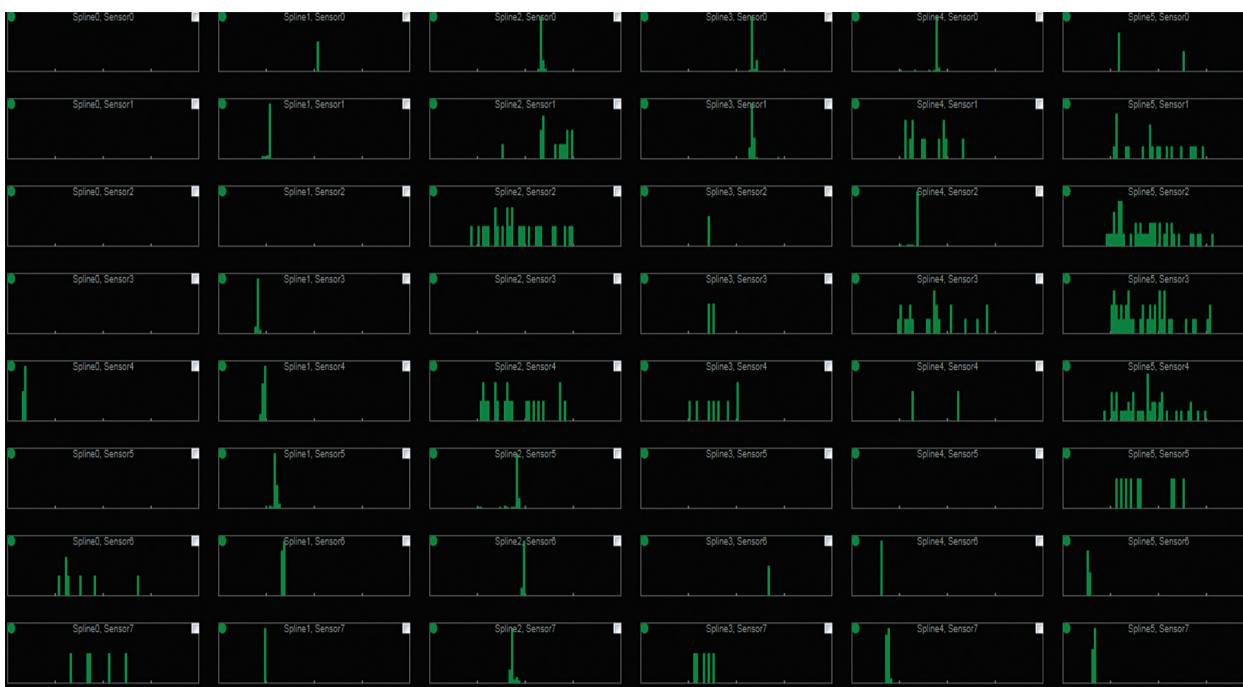 Spline0, Sensor0 Spline1, Sensor0 Spline2, Sensor0 Spline3, Sensor0 Spline4, Sensor0 Spline5, Sensor0
Spline0, Sensor1 Spline1, Sensor1 Spline2, Sensor1 Spline3, Sensor1 Spline4, Sensor1 Spline5, Sensor1
Spline0, Sensor2 Spline1, Sensor2 Spline2, Sensor2 Spline3, Sensor2 Spline4, Sensor2 Spline5, Sensor2
Spline0, Sensor3 Spline1, Sensor3 Spline2, Sensor3 Spline3, Sensor3 Spline4, Sensor3 Spline5, Sensor3
Spline0, Sensor4 Spline1, Sensor4 Spline2, Sensor4 Spline3, Sensor4 Spline4, Sensor4 Spline5, Sensor4
Spline0, Sensor5 Spline1, Sensor5 Spline2, Sensor5 Spline3, Sensor5 Spline4, Sensor5 Spline5, Sensor5
Spline0, Sensor6 Spline1, Sensor6 Spline2, Sensor6 Spline3, Sensor6 Spline4, Sensor6 Spline5, Sensor6
Spline0, Sensor7 Spline1, Sensor7 Spline2, Sensor7 Spline3, Sensor7 Spline4, Sensor7 Spline5, Sensor7